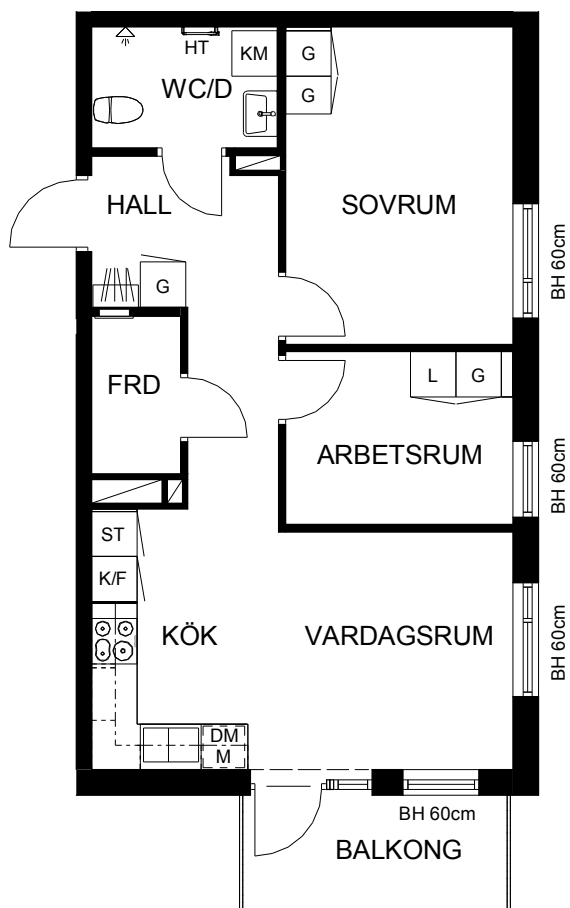 HT
KM
G
WC/D
G
HALL
SOVRUM
BH 60cm
G
L
G
FRD
ARBETSRUM
BH 60cm
ST
K/F
KÖK
VARDAGSRUM
BH 60cm
DM
M
BH 60cm
BALKONG